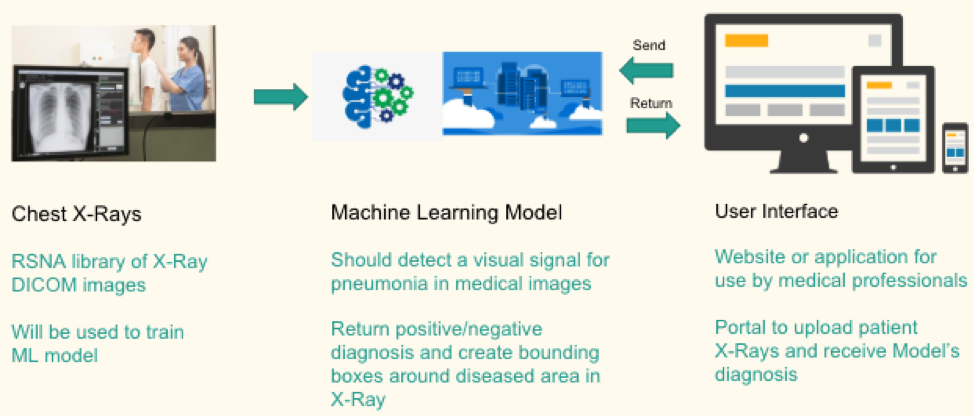 Send
Return
Chest X-Rays
RSNA library of X-Ray
DICOM images
Will be used to train
ML model
Machine Learning Model
Should detect a visual signal for
pneumonia in medical images
Return positive/negative
diagnosis and create bounding
boxes around diseased area in
X-Ray
User Interface
Website or application for
use by medical professionals
Portal to upload patient
X-Rays and receive Model's
diagnosis